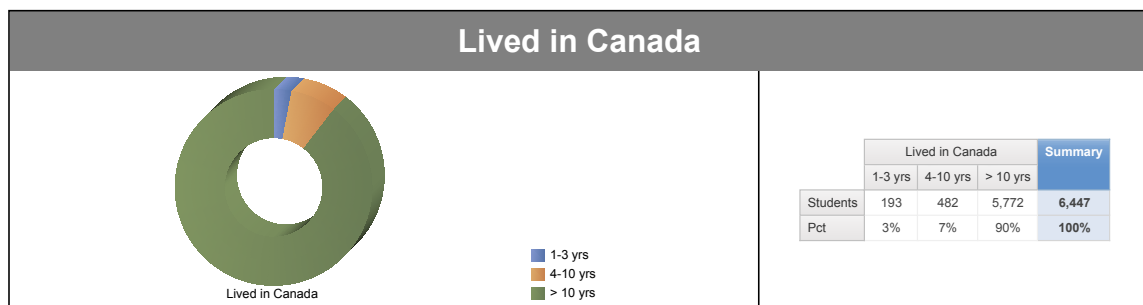 Lived in Canada
Lived in Canada
1-3 yrs
4-10 yrs
> 10 yrs
Lived in Canada Summary
1-3 yrs 4-10 yrs > 10 yrs
Students 193 482 5,772 6,447
Pct 3% 7% 90% 100%